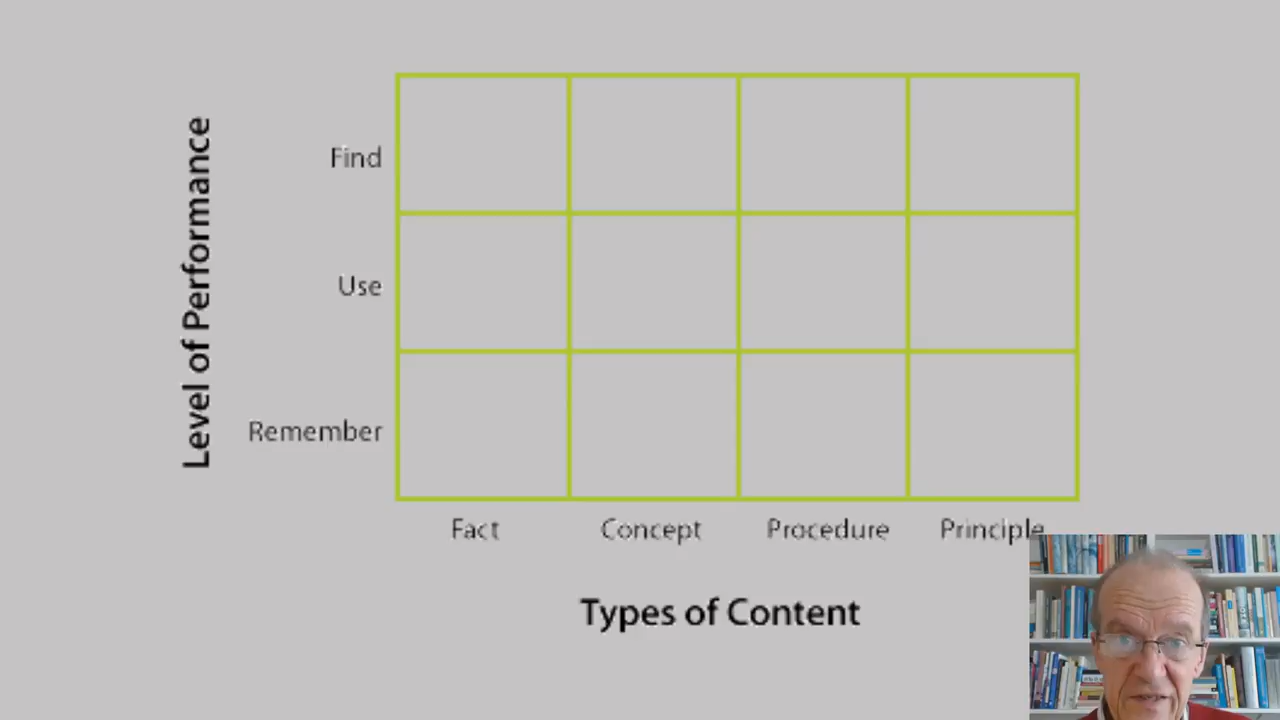 Level of Performance
Find
Use
Remember
Fact Concept Procedure Principle
Types of Content